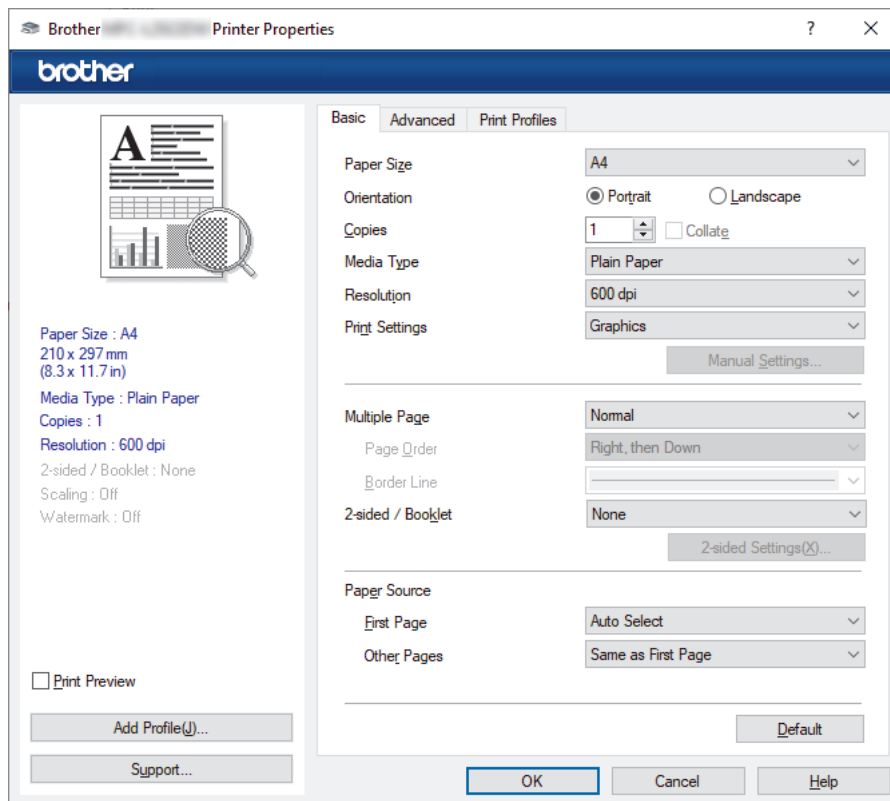 Brother Printer Properties
?
brother
A
Paper Size : A4
210 x 297 mm
(8.3 x 11.7 in)
Media Type : Plain Paper
Copies : 1
Resolution : 600 dpi
2-sided / Booklet : None
Scaling : Off
Watermark : Off
Print Preview
Add Profile(J)...
Support...
Basic Advanced Print Profiles
Paper Size A4
Orientation Portrait Landscape
Copies 1 Collate
Media Type Plain Paper
Resolution 600 dpi
Print Settings Graphics
Manual Settings...
Multiple Page Normal
Page Order Right, then Down
Border Line
2-sided / Booklet None
2-sided Settings(X)...
Paper Source
First Page Auto Select
Other Pages Same as First Page
Default
OK Cancel Help